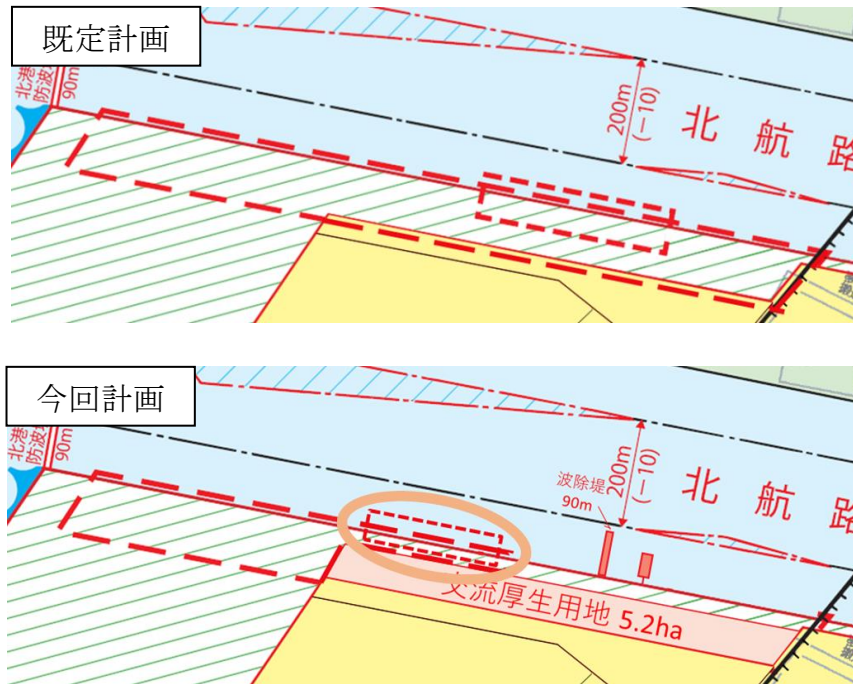 既定計画
北港
防波堤
90m
200m
(-10)
北航路
今回計画
北港
防波堤
90m
波除堤
90m
200m
(-10)
北航路
交流厚生用地 5.2ha